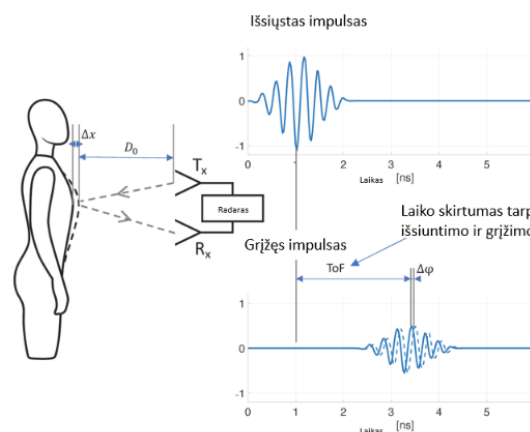 Išsiųstas impulsas
1
0
-1
0
1
2
3
4
5
Laikas
[ns]
Δx
D₀
Tₓ
Radaras
Rₓ
Laiko skirtumas tarp
išsiuntimo ir grįžimo
Grįžęs impulsas
ToF
Δφ
1
0
-1
0
1
2
3
4
5
Laikas
[ns]